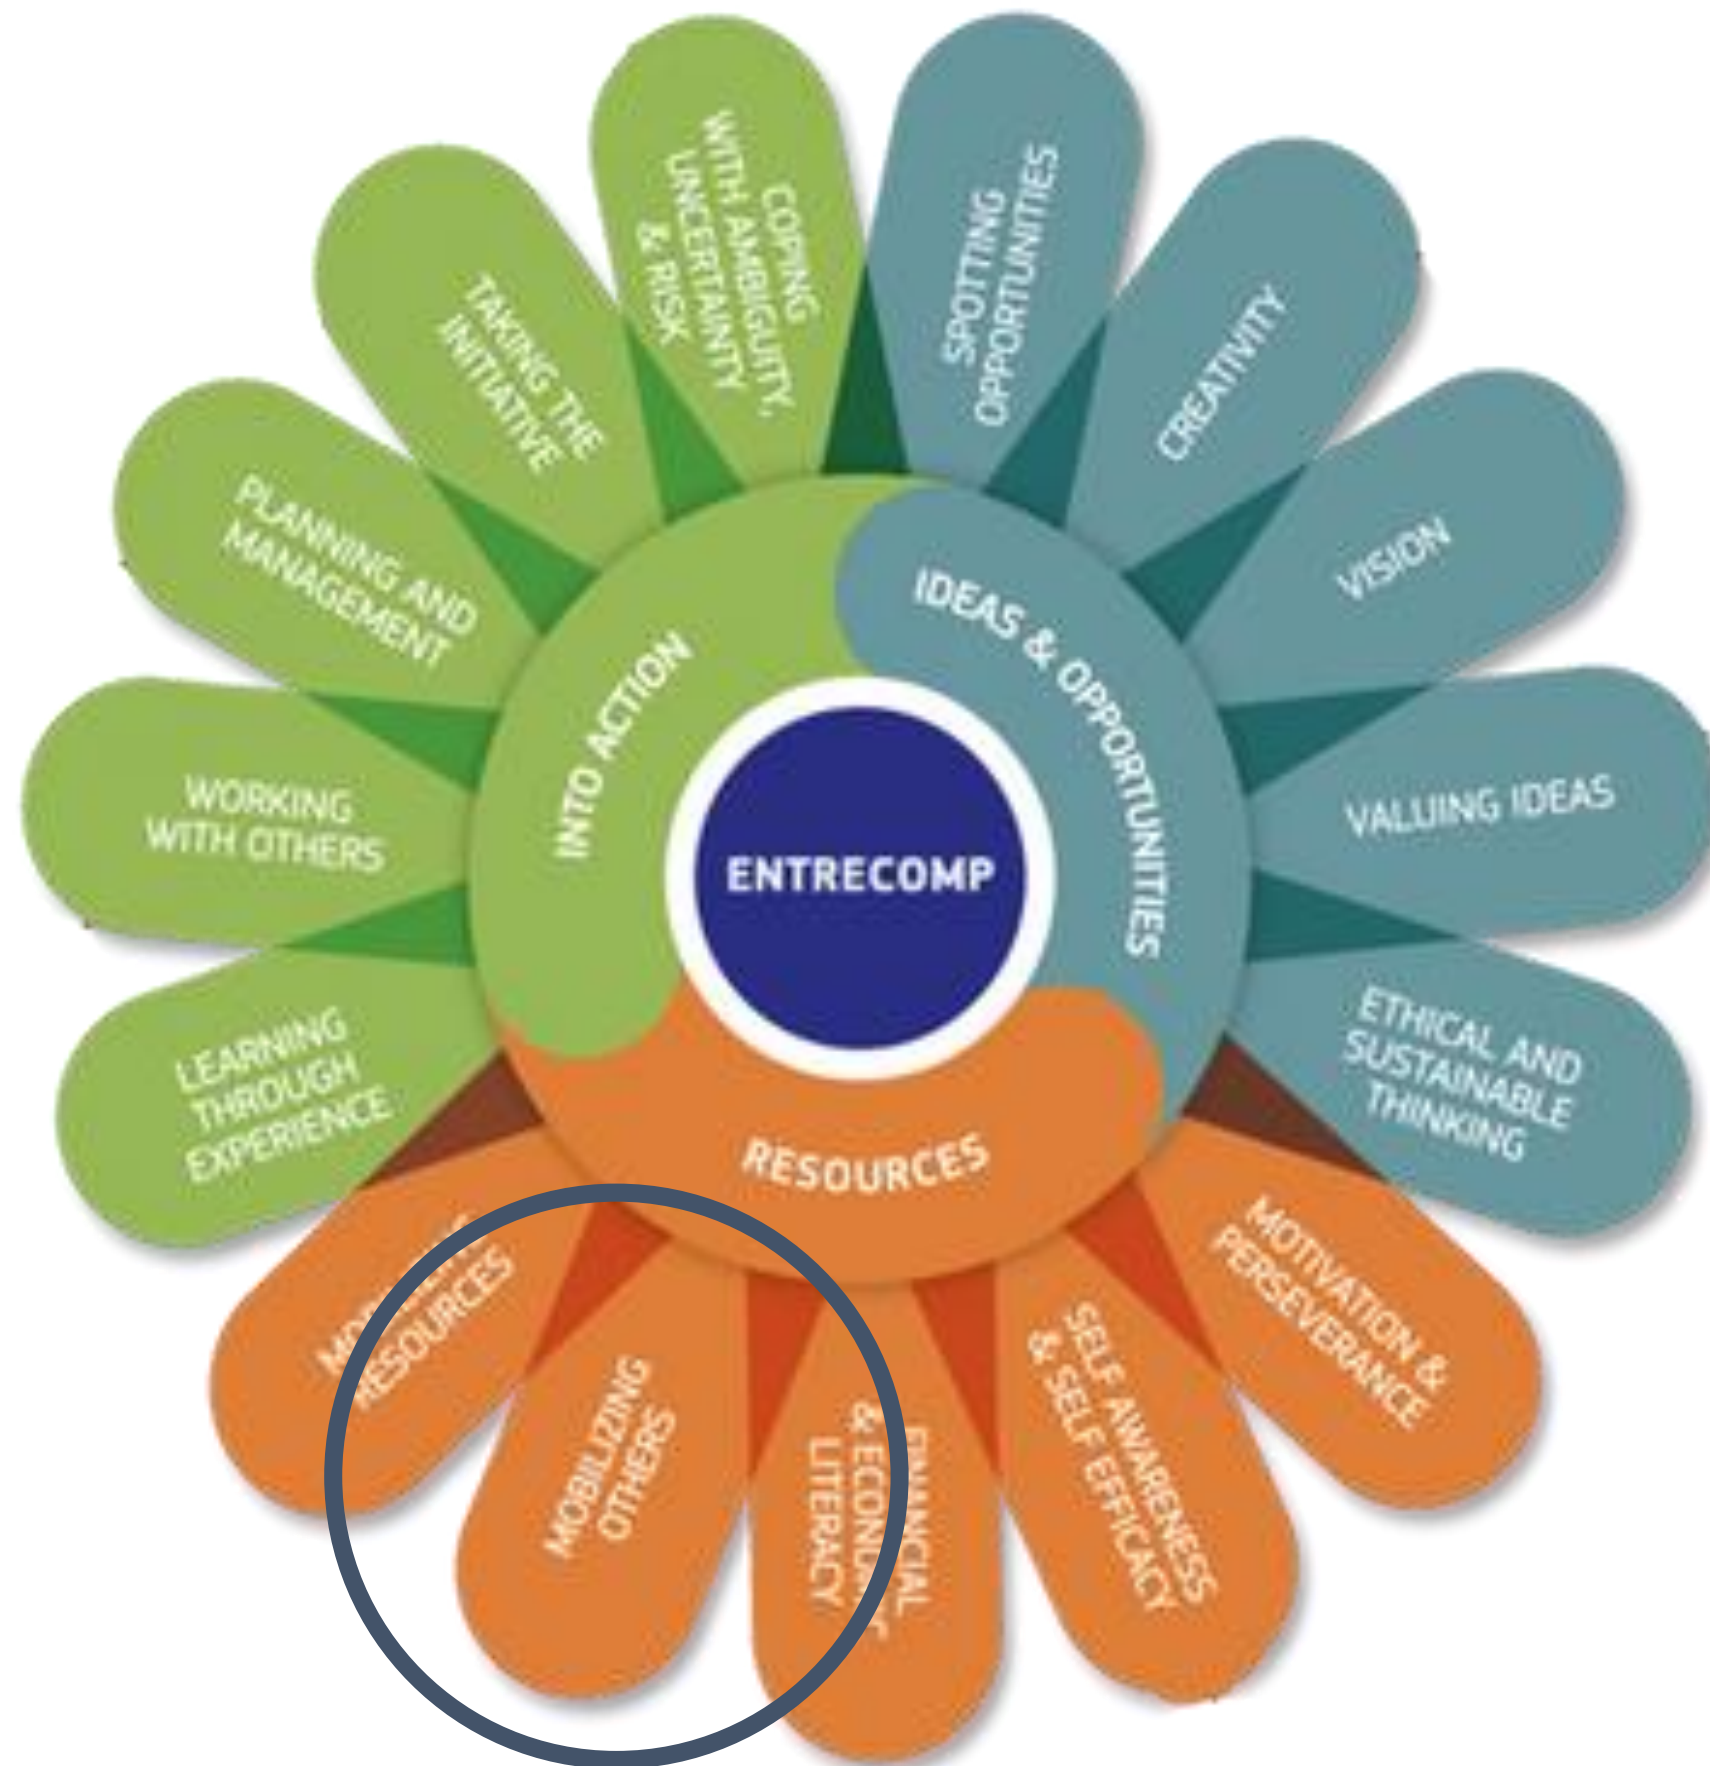 COPING
WITH AMBIGUITY,
UNCERTAINTY
& RISK
SPOTTING
OPPORTUNITIES
CREATIVITY
VISION
VALUING IDEAS
ETHICAL AND
SUSTAINABLE
THINKING
MOTIVATION &
PERSEVERANCE
SELF AWARENESS
& SELF EFFICACY
FINANCIAL
& ECONOMIC
LITERACY
MOBILIZING
OTHERS
RESOURCES
LEARNING
THROUGH
EXPERIENCE
WORKING
WITH OTHERS
PLANNING AND
MANAGEMENT
TAKING THE
INITIATIVE
INTO ACTION
IDEAS & OPPORTUNITIES
RESOURCES
ENTRECOMP